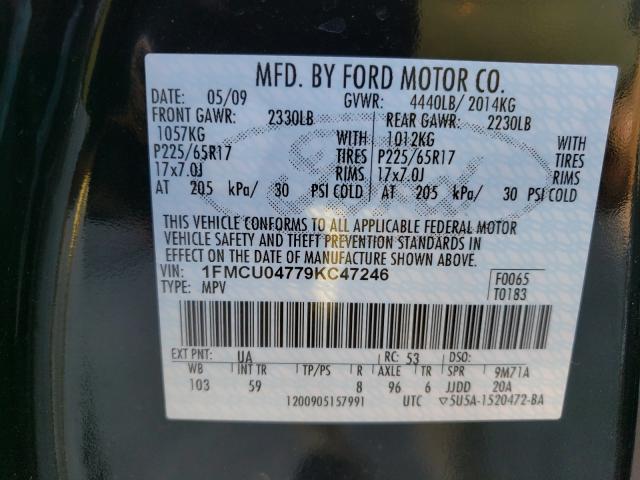 MFD. BY FORD MOTOR CO.
DATE: 05/09 GVWR: 4440LB/ 2014KG
FRONT GAWR: 2330LB REAR GAWR: 2230LB
1057KG WITH 1012KG WITH
P225/65R17 TIRES P225/65R17 TIRES
17x7.0J RIMS 17x7.0J RIMS
AT 205 kPa/ 30 PSI COLD AT 205 kPa/ 30 PSI COLD
THIS VEHICLE CONFORMS TO ALL APPLICABLE FEDERAL MOTOR
VEHICLE SAFETY AND THEFT PREVENTION STANDARDS IN
EFFECT ON THE DATE OF MANUFACTURE SHOWN ABOVE.
VIN: 1FMCU04779KC47246 F0065
TYPE: MPV T0183
EXT PNT: UA RC: 53 DSO:
WB INT TR TP/PS R AXLE TR SPR 9M71A
103 59 8 96 6 JJDD 20A
1200905157991 UTC ▽5U5A-1520472-BA
Ford